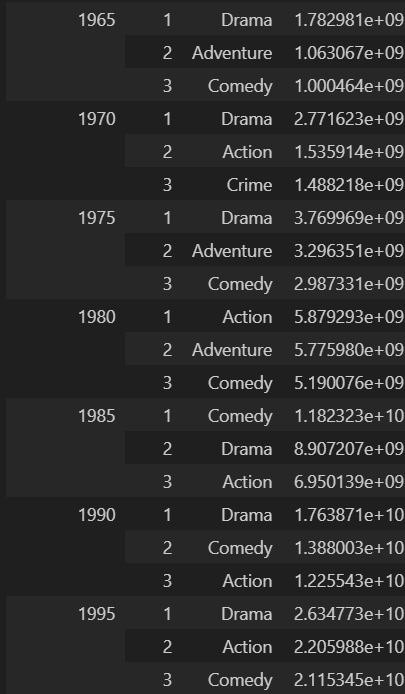 1965 1 Drama 1.782981e+09
2 Adventure 1.063067e+09
3 Comedy 1.000464e+09
1970 1 Drama 2.771623e+09
2 Action 1.535914e+09
3 Crime 1.488218e+09
1975 1 Drama 3.769969e+09
2 Adventure 3.296351e+09
3 Comedy 2.987331e+09
1980 1 Action 5.879293e+09
2 Adventure 5.775980e+09
3 Comedy 5.190076e+09
1985 1 Comedy 1.182323e+10
2 Drama 8.907207e+09
3 Action 6.950139e+09
1990 1 Drama 1.763871e+10
2 Comedy 1.388003e+10
3 Action 1.225543e+10
1995 1 Drama 2.634773e+10
2 Action 2.205988e+10
3 Comedy 2.115345e+10